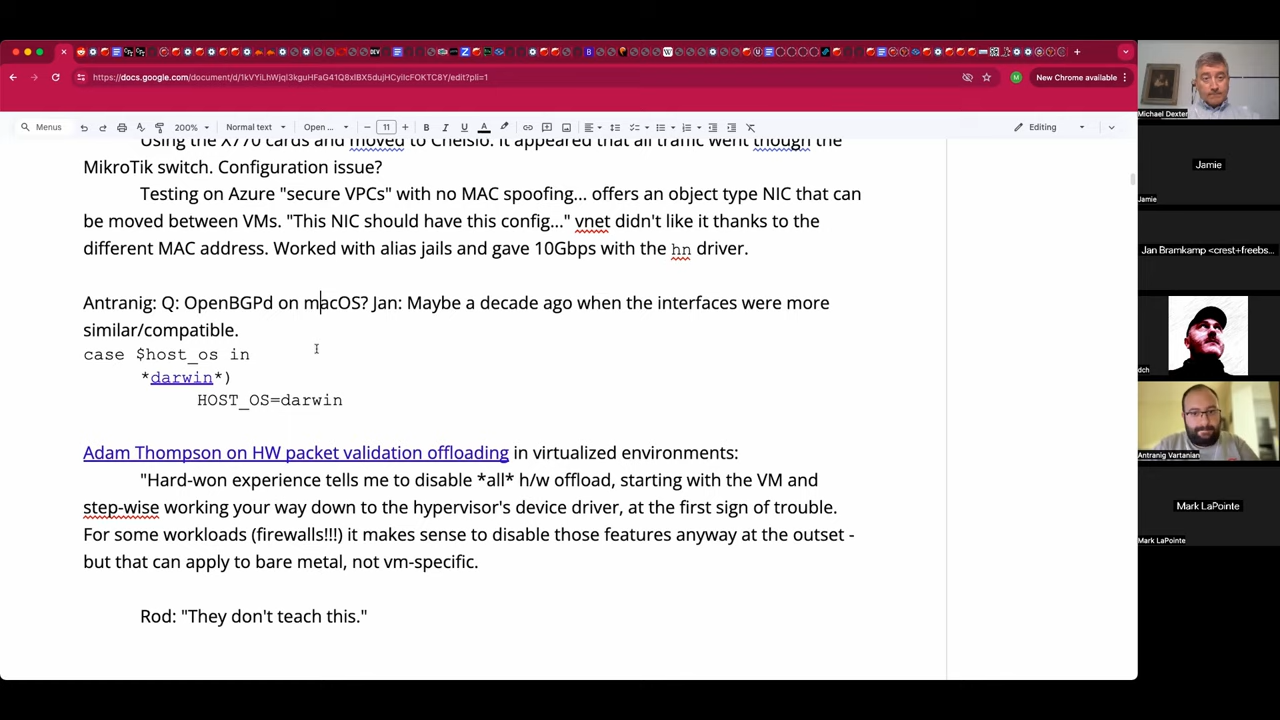 https://docs.google.com/document/d/1kVYiLhWjqI3kguHFaG41Q8xIBX5dujHCyilcFOKTC8Y/edit?pli=1
M
New Chrome available
Menus
200%
Normal text
Open ...
11
Editing
Using the X770 cards and moved to Chelsio. It appeared that all traffic went though the
MikroTik switch. Configuration issue?
Testing on Azure "secure VPCs" with no MAC spoofing... offers an object type NIC that can
be moved between VMs. "This NIC should have this config..." vnet didn't like it thanks to the
different MAC address. Worked with alias jails and gave 10Gbps with the hn driver.
Antranig: Q: OpenBGPd on macOS? Jan: Maybe a decade ago when the interfaces were more
similar/compatible.
case $host_os in
*darwin*)
HOST_OS=darwin
Adam Thompson on HW packet validation offloading in virtualized environments:
"Hard-won experience tells me to disable *all* h/w offload, starting with the VM and
step-wise working your way down to the hypervisor's device driver, at the first sign of trouble.
For some workloads (firewalls!!!) it makes sense to disable those features anyway at the outset -
but that can apply to bare metal, not vm-specific.
Rod: "They don't teach this."
Michael Dexter
Jamie
Jamie
Jan Bramkamp <crest+freebs...
dch
Antranig Vartanian
Mark LaPointe
Mark LaPointe